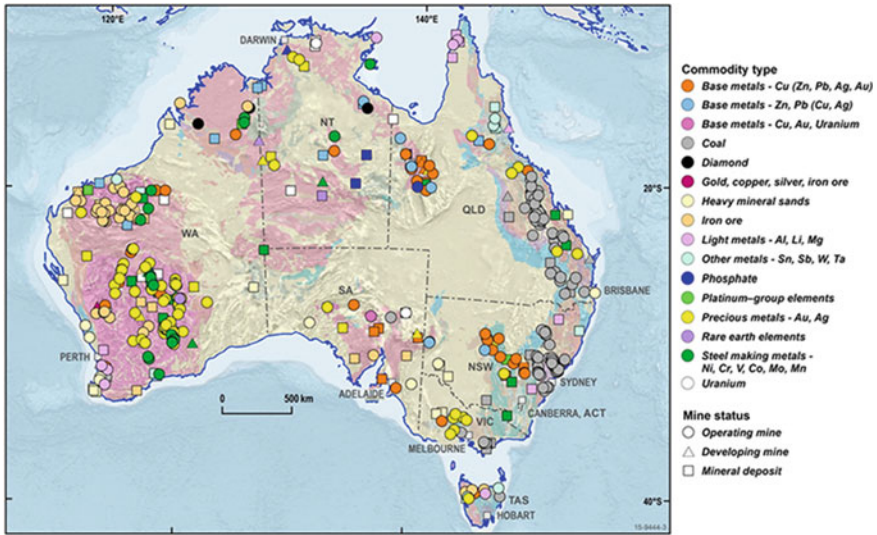 120°E
140°E
DARWIN
NT
20°S
QLD
WA
BRISBANE
SA
PERTH
NSW
0 500 km
SYDNEY
ADELAIDE
CANBERRA, ACT
VIC
MELBOURNE
TAS
40°S
HOBART
15-9444-3
Commodity type
Base metals - Cu (Zn, Pb, Ag, Au)
Base metals - Zn, Pb (Cu, Ag)
Base metals - Cu, Au, Uranium
Coal
Diamond
Gold, copper, silver, iron ore
Heavy mineral sands
Iron ore
Light metals - Al, Li, Mg
Other metals - Sn, Sb, W, Ta
Phosphate
Platinum–group elements
Precious metals - Au, Ag
Rare earth elements
Steel making metals -
Ni, Cr, V, Co, Mo, Mn
Uranium
Mine status
Operating mine
Developing mine
Mineral deposit